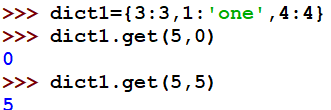 >>> dict1={3:3,1:'one',4:4}
>>> dict1.get(5,0)
0
>>> dict1.get(5,5)
5